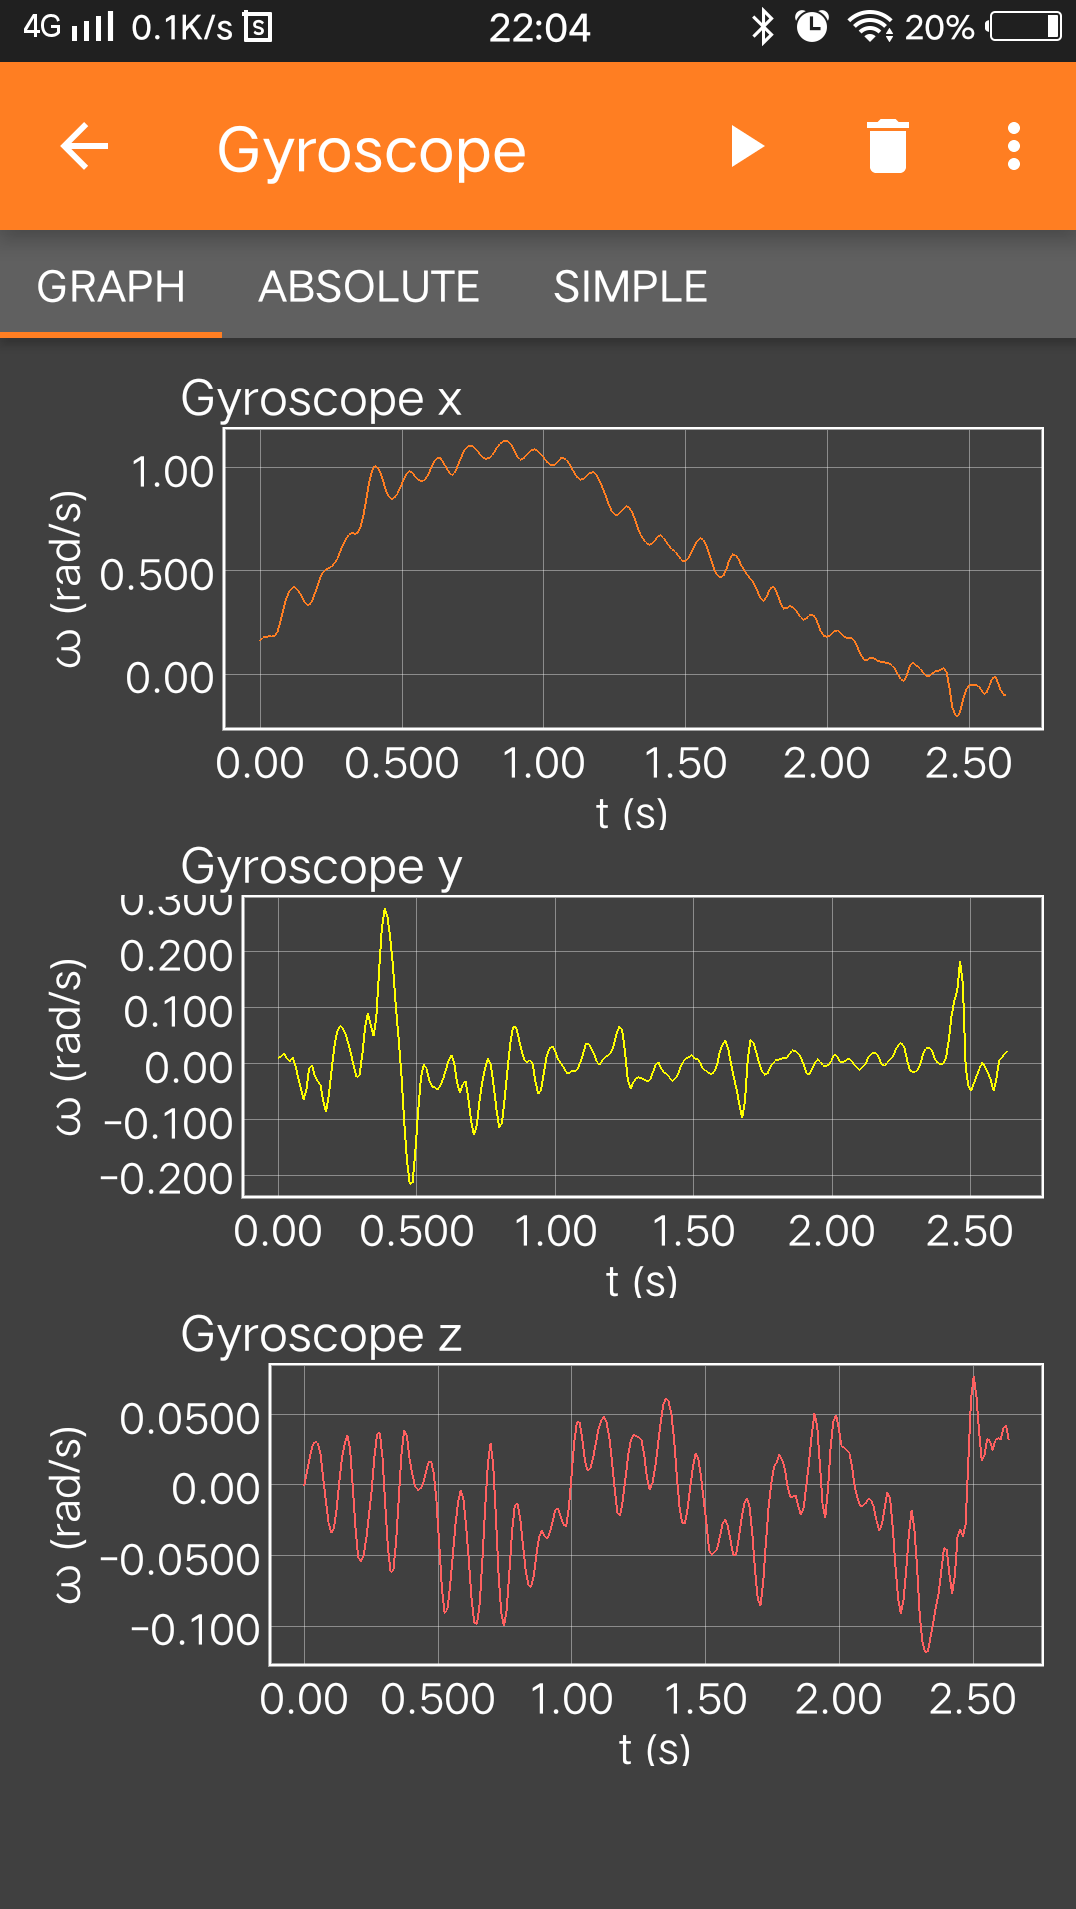 4G 0.1K/s S 22:04 20%
Gyroscope
GRAPH ABSOLUTE SIMPLE
Gyroscope x
ω (rad/s)
1.00
0.500
0.00
0.00 0.500 1.00 1.50 2.00 2.50
t (s)
Gyroscope y
ω (rad/s)
0.300
0.200
0.100
0.00
−0.100
−0.200
0.00 0.500 1.00 1.50 2.00 2.50
t (s)
Gyroscope z
ω (rad/s)
0.0500
0.00
−0.0500
−0.100
0.00 0.500 1.00 1.50 2.00 2.50
t (s)